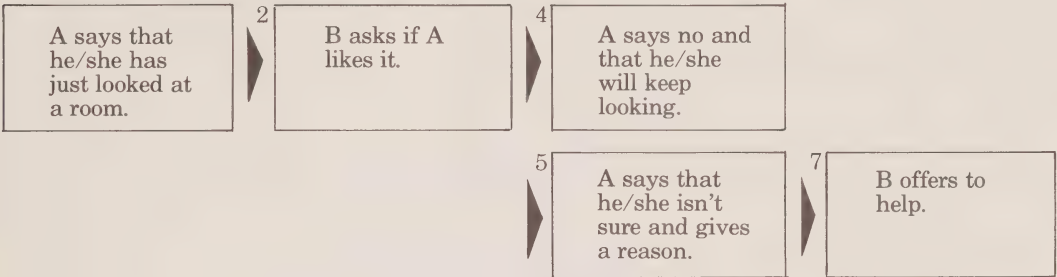 A says that
he/she has
just looked at
a room.
2
B asks if A
likes it.
4
A says no and
that he/she
will keep
looking.
5
A says that
he/she isn't
sure and gives
a reason.
7
B offers to
help.